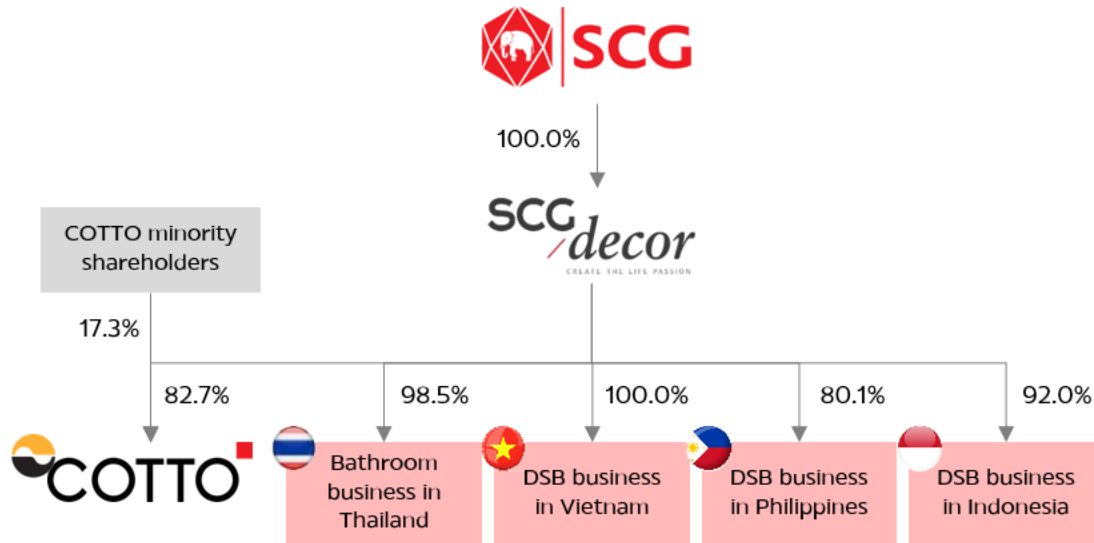 SCG
100.0%
SCG
decor
CREATE THE LIFE PASSION
COTTO minority
shareholders
17.3%
82.7%
98.5%
100.0%
80.1%
92.0%
COTTO
Bathroom
business in
Thailand
DSB business
in Vietnam
DSB business
in Philippines
DSB business
in Indonesia